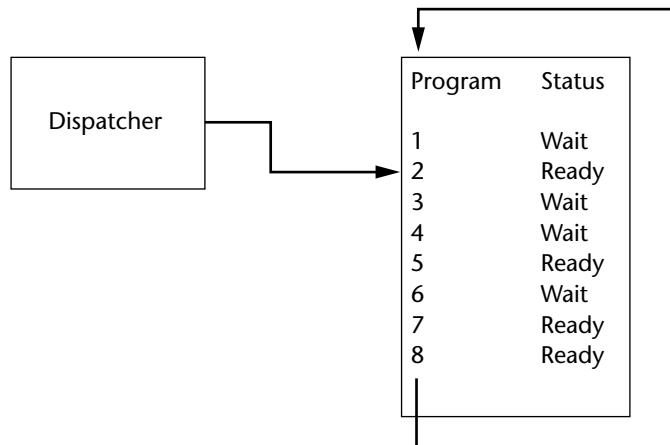 Dispatcher
Program Status
1 Wait
2 Ready
3 Wait
4 Wait
5 Ready
6 Wait
7 Ready
8 Ready